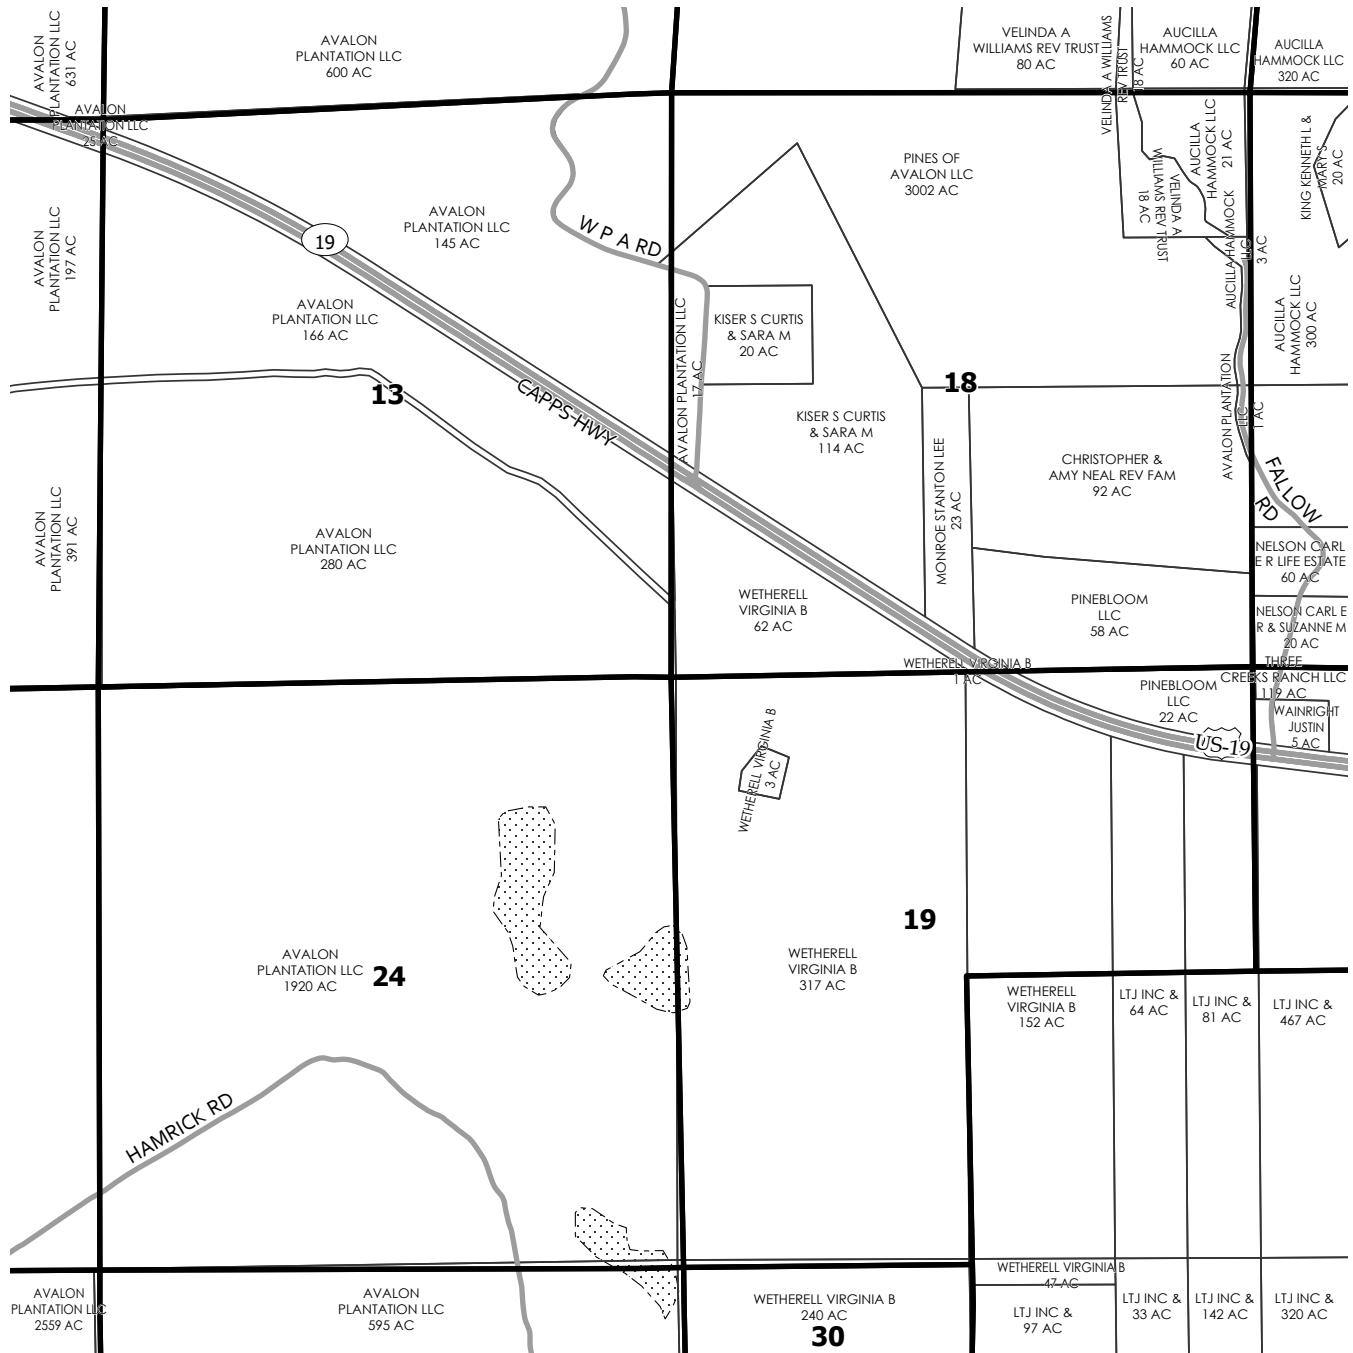 AVALON
PLANTATION LLC
631 AC
AVALON
PLANTATION LLC
600 AC
VELINDA A
WILLIAMS REV TRUST
80 AC
VELINDA A WILLIAMS
REV TRUST
18 AC
AUCILLA
HAMMOCK LLC
60 AC
AUCILLA
HAMMOCK LLC
320 AC
AVALON
PLANTATION LLC
25 AC
AVALON
PLANTATION LLC
197 AC
19
AVALON
PLANTATION LLC
145 AC
W P A RD
PINES OF
AVALON LLC
3002 AC
VELINDA A
WILLIAMS REV TRUST
18 AC
AUCILLA
HAMMOCK LLC
21 AC
AUCILLA HAMMOCK
LLC
3 AC
KING KENNETH L &
MARY S
20 AC
AUCILLA
HAMMOCK LLC
300 AC
AVALON
PLANTATION LLC
166 AC
13
CAPPS HWY
AVALON PLANTATION LLC
17 AC
KISER S CURTIS
& SARA M
20 AC
KISER S CURTIS
& SARA M
114 AC
18
MONROE STANTON LEE
23 AC
CHRISTOPHER &
AMY NEAL REV FAM
92 AC
AVALON PLANTATION
LLC
1 AC
FALLOW
RD
AVALON
PLANTATION LLC
391 AC
AVALON
PLANTATION LLC
280 AC
WETHERELL
VIRGINIA B
62 AC
PINEBLOOM
LLC
58 AC
NELSON CARL
E R LIFE ESTATE
60 AC
NELSON CARL E
R & SUZANNE M
20 AC
WETHERELL VIRGINIA B
1 AC
THREE
CREEKS RANCH LLC
119 AC
PINEBLOOM
LLC
22 AC
WAINRIGHT
JUSTIN
5 AC
US-19
WETHERELL VIRGINIA B
3 AC
19
AVALON
PLANTATION LLC
1920 AC
24
WETHERELL
VIRGINIA B
317 AC
WETHERELL
VIRGINIA B
152 AC
LTJ INC &
64 AC
LTJ INC &
81 AC
LTJ INC &
467 AC
HAMRICK RD
WETHERELL VIRGINIA B
47 AC
AVALON
PLANTATION LLC
2559 AC
AVALON
PLANTATION LLC
595 AC
WETHERELL VIRGINIA B
240 AC
30
LTJ INC &
97 AC
LTJ INC &
33 AC
LTJ INC &
142 AC
LTJ INC &
320 AC